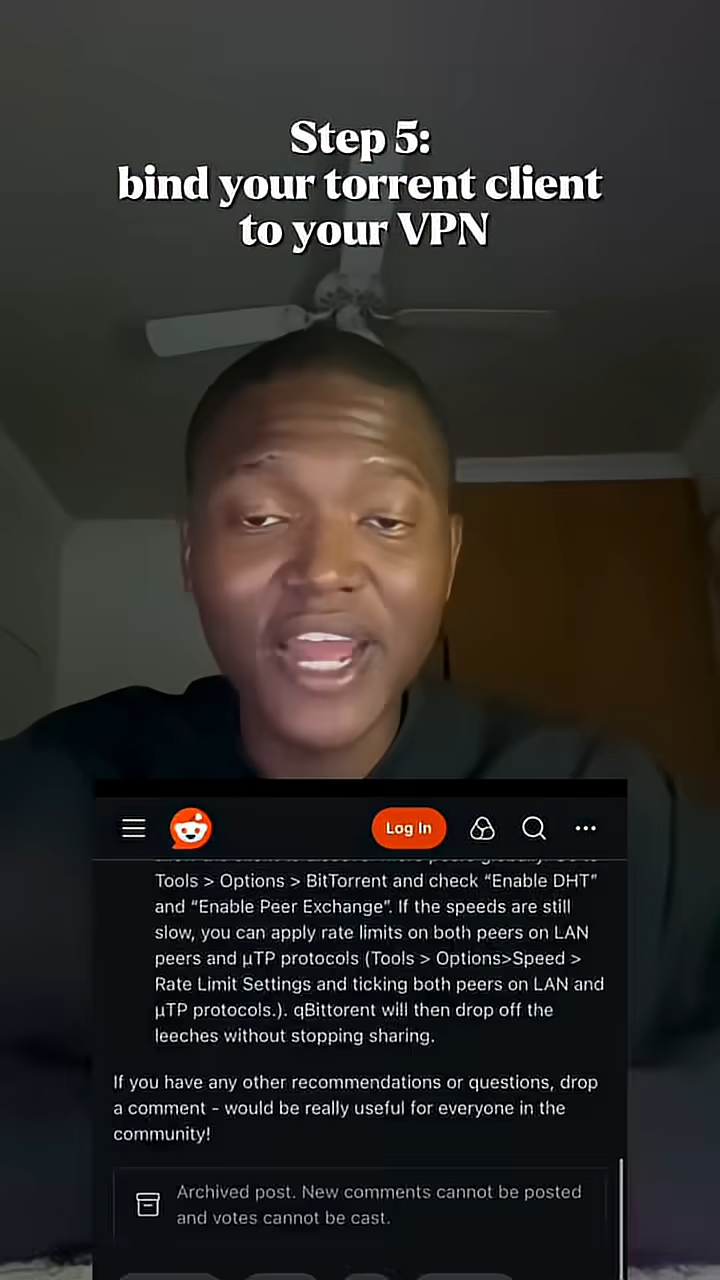 Step 5:
bind your torrent client
to your VPN
Log In
Tools > Options > BitTorrent and check “Enable DHT”
and “Enable Peer Exchange”. If the speeds are still
slow, you can apply rate limits on both peers on LAN
peers and µTP protocols (Tools > Options>Speed >
Rate Limit Settings and ticking both peers on LAN and
µTP protocols.). qBittorent will then drop off the
leeches without stopping sharing.
If you have any other recommendations or questions, drop
a comment - would be really useful for everyone in the
community!
Archived post. New comments cannot be posted
and votes cannot be cast.